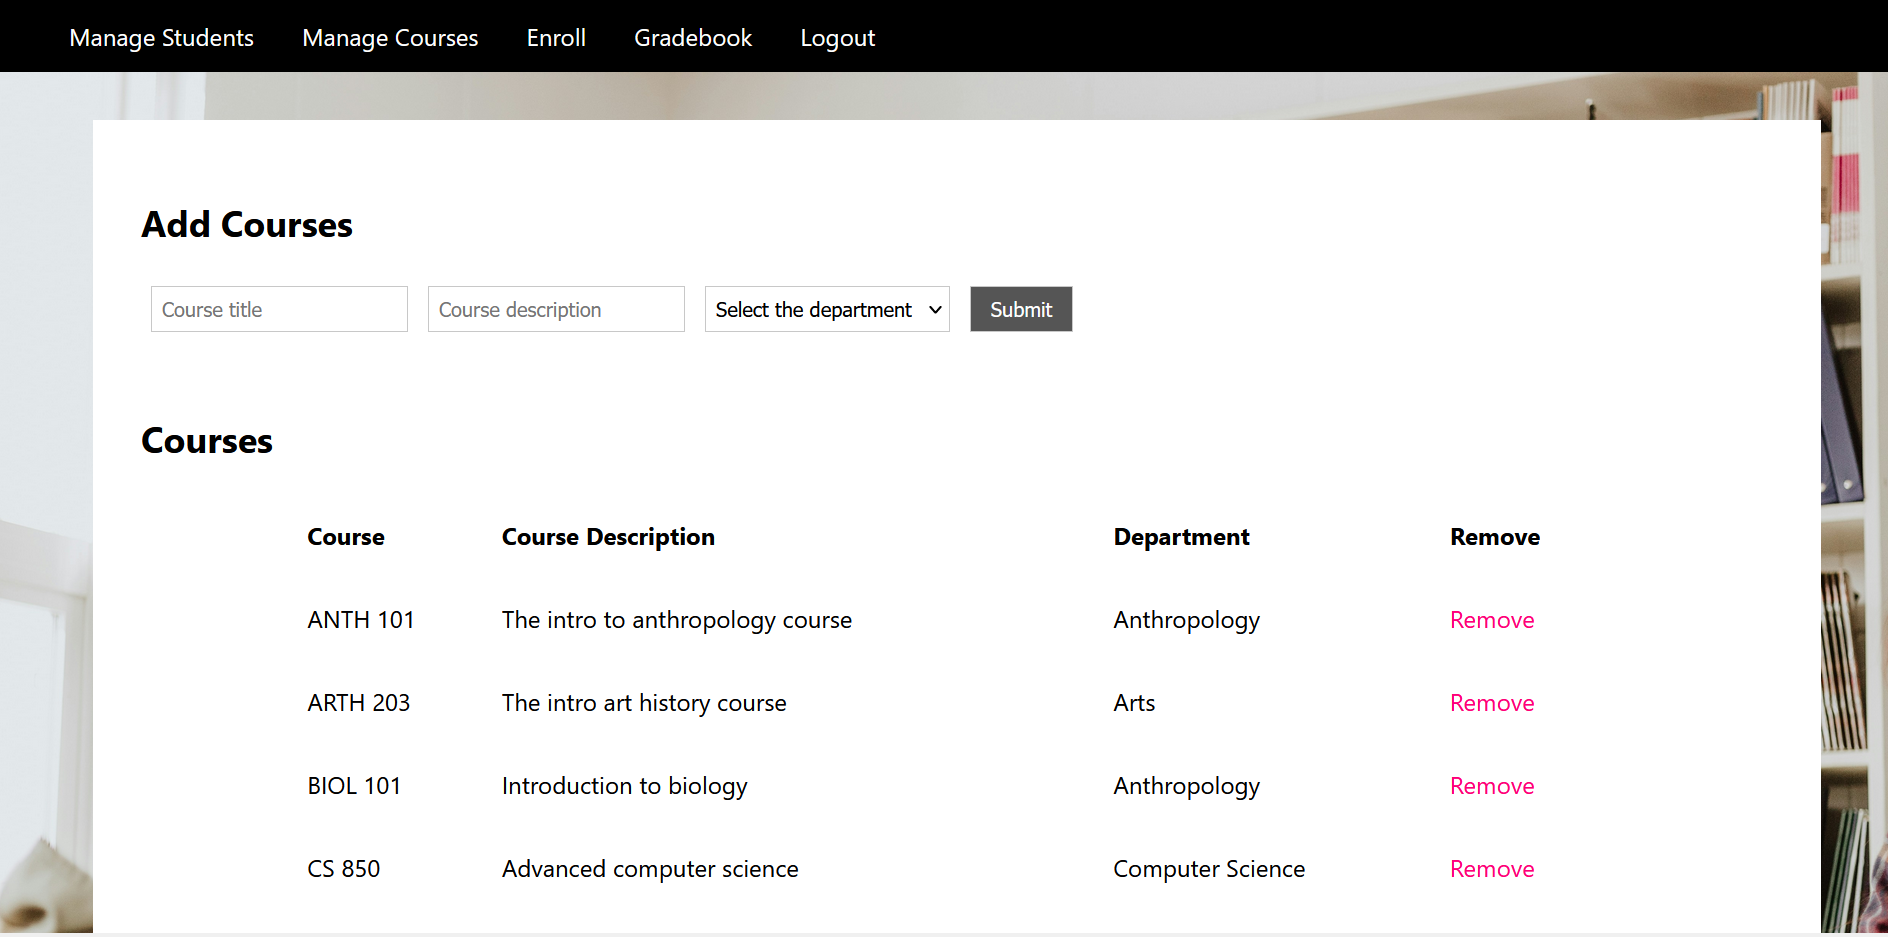 Manage Students Manage Courses Enroll Gradebook Logout
Add Courses
Course title Course description Select the department Submit
Courses
Course Course Description Department Remove
ANTH 101 The intro to anthropology course Anthropology Remove
ARTH 203 The intro art history course Arts Remove
BIOL 101 Introduction to biology Anthropology Remove
CS 850 Advanced computer science Computer Science Remove